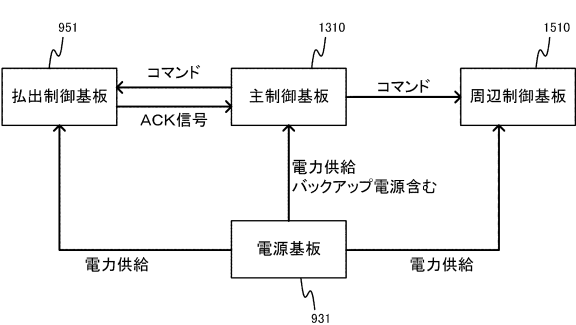 951
1310
1510
コマンド
払出制御基板
主制御基板
コマンド
周辺制御基板
ACK信号
電力供給
バックアップ電源含む
電源基板
電力供給
電力供給
931